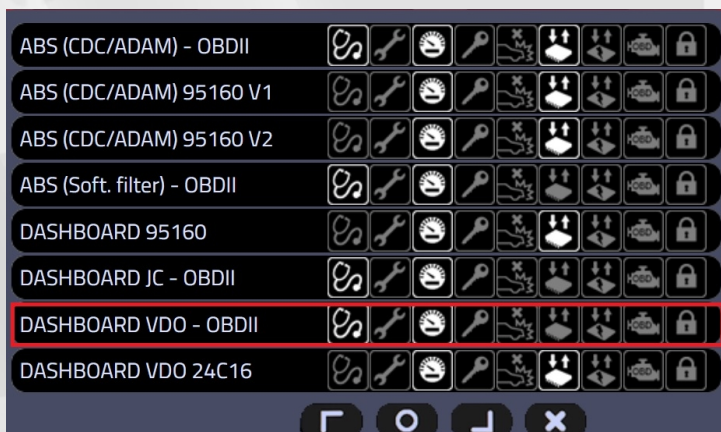 ABS (CDC/ADAM) - OBDII
ABS (CDC/ADAM) 95160 V1
ABS (CDC/ADAM) 95160 V2
ABS (Soft. filter) - OBDII
DASHBOARD 95160
DASHBOARD JC - OBDII
DASHBOARD VDO - OBDII
DASHBOARD VDO 24C16